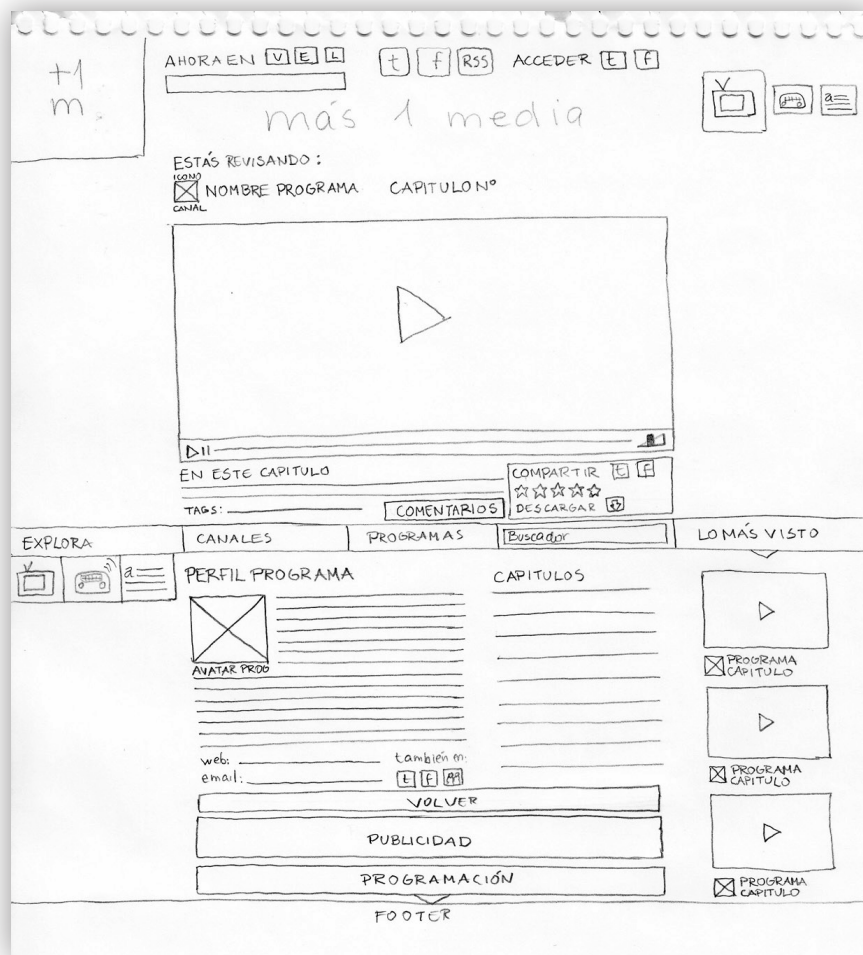 +1
m.
AHORA EN V E L
t f RSS
ACCEDER t f
más 1 media
a
ESTÁS REVISANDO:
ICONO
CANAL
NOMBRE PROGRAMA CAPITULO Nº
EN ESTE CAPITULO
TAGS:
COMENTARIOS
COMPARTIR t f
DESCARGAR
EXPLORA
CANALES
PROGRAMAS
Buscador
LO MÁS VISTO
a
PERFIL PROGRAMA
AVATAR PROG
web:
email:
también en:
t f
CAPITULOS
VOLVER
PUBLICIDAD
PROGRAMACIÓN
PROGRAMA
CAPITULO
PROGRAMA
CAPITULO
PROGRAMA
CAPITULO
FOOTER